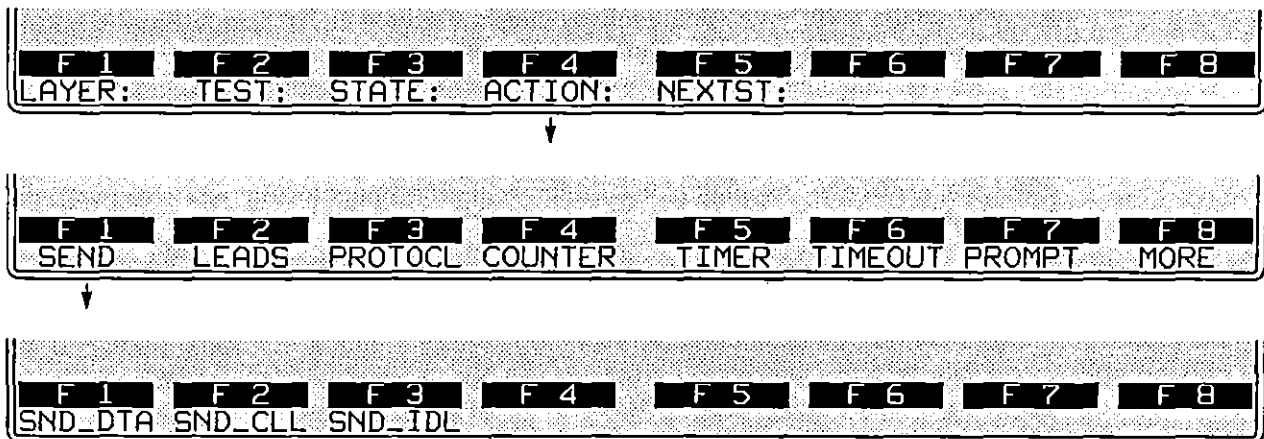 F 1 F 2 F 3 F 4 F 5 F 6 F 7 F 8
LAYER: TEST: STATE: ACTION: NEXTST:
F 1 F 2 F 3 F 4 F 5 F 6 F 7 F 8
SEND LEADS PROTOCL COUNTER TIMER TIMEOUT PROMPT MORE
F 1 F 2 F 3 F 4 F 5 F 6 F 7 F 8
SND_DTA SND_CLL SND_IDL